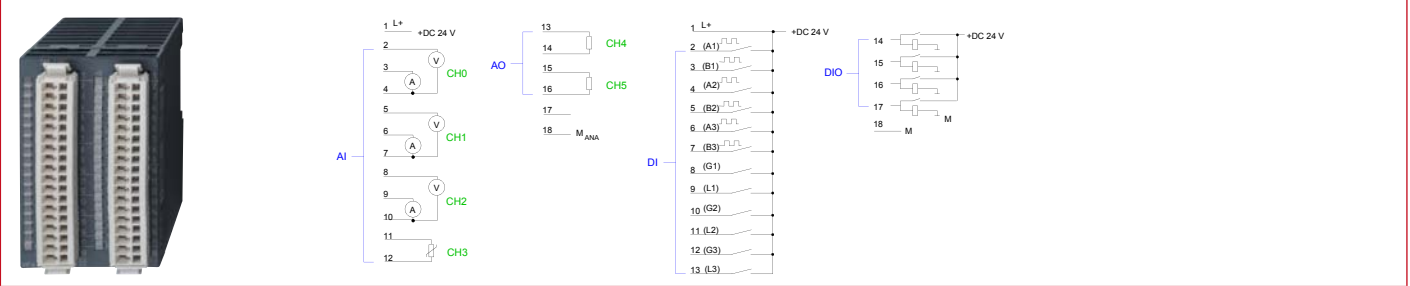 1 L+
+DC 24 V
2
V
3
A
CH0
4
5
V
6
A
CH1
7
AI
8
V
9
A
CH2
10
11
CH3
12
13
CH4
14
AO
15
CH5
16
17
18 M ANA
1 L+
+DC 24 V
2 (A1)
3 (B1)
4 (A2)
5 (B2)
6 (A3)
7 (B3)
DI
8 (G1)
9 (L1)
10 (G2)
11 (L2)
12 (G3)
13 (L3)
+DC 24 V
14
15
DIO
16
17
M
18 M